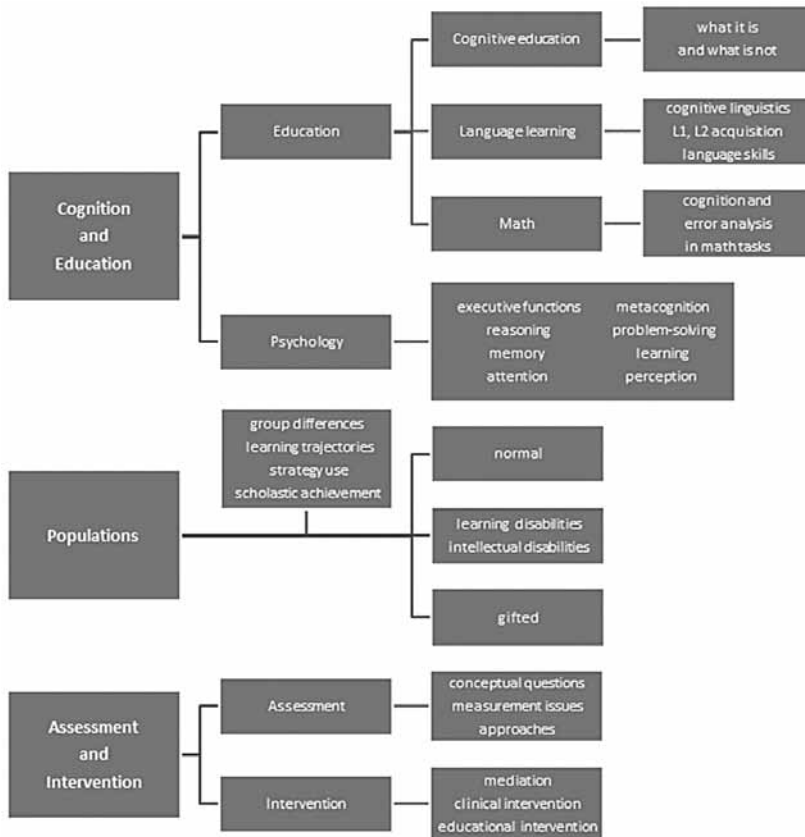 Cognition
and
Education
Education
Cognitive education
what it is
and what is not
Language learning
cognitive linguistics
L1, L2 acquisition
language skills
Math
cognition and
error analysis
in math tasks
Psychology
executive functions
reasoning
memory
attention
metacognition
problem-solving
learning
perception
Populations
group differences
learning trajectories
strategy use
scholastic achievement
normal
learning disabilities
intellectual disabilities
gifted
Assessment
and
Intervention
Assessment
conceptual questions
measurement issues
approaches
Intervention
mediation
clinical intervention
educational intervention